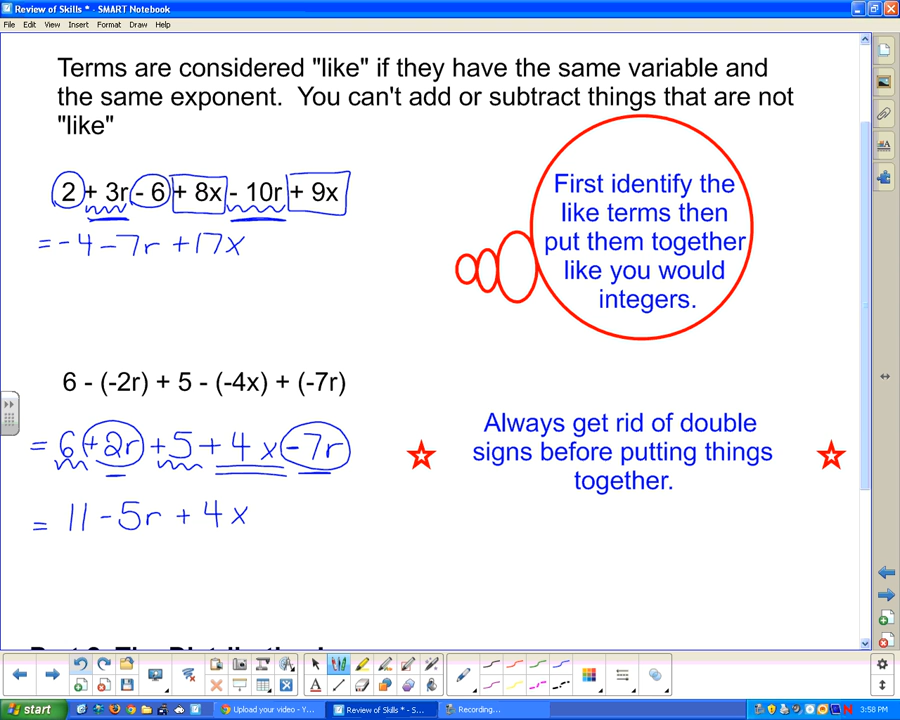 Review of Skills * - SMART Notebook
File Edit View Insert Format Draw Help
Terms are considered "like" if they have the same variable and
the same exponent. You can't add or subtract things that are not
"like"
2 + 3r - 6 + 8x - 10r + 9x
= -4 - 7r + 17x
First identify the
like terms then
put them together
like you would
integers.
6 - (-2r) + 5 - (-4x) + (-7r)
= 6 + 2r + 5 + 4x - 7r
= 11 - 5r + 4x
Always get rid of double
signs before putting things
together.
start
Upload your video - Y...
Review of Skills * - S...
Recording...
3:58 PM